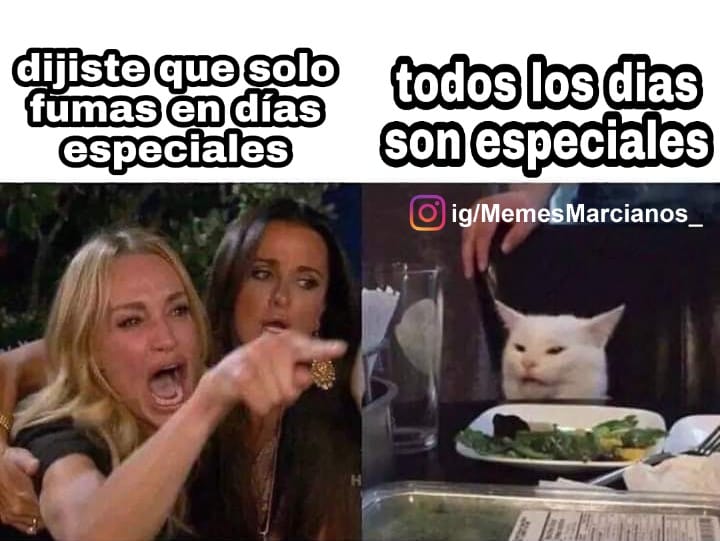 dijiste que solo
fumas en días
especiales
todos los dias
son especiales
ig/MemesMarcianos_